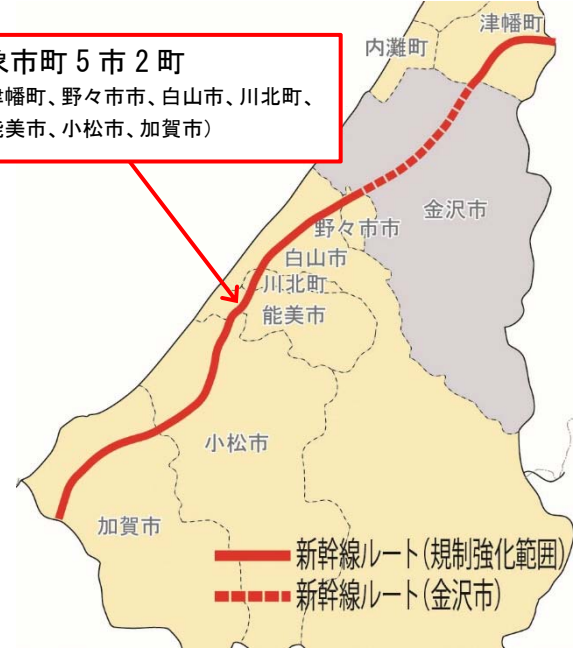 象市町５市２町
津幡町、野々市市、白山市、川北町、
能美市、小松市、加賀市）
津幡町
内灘町
金沢市
野々市市
白山市
川北町
能美市
小松市
加賀市
新幹線ルート（規制強化範囲）
新幹線ルート（金沢市）